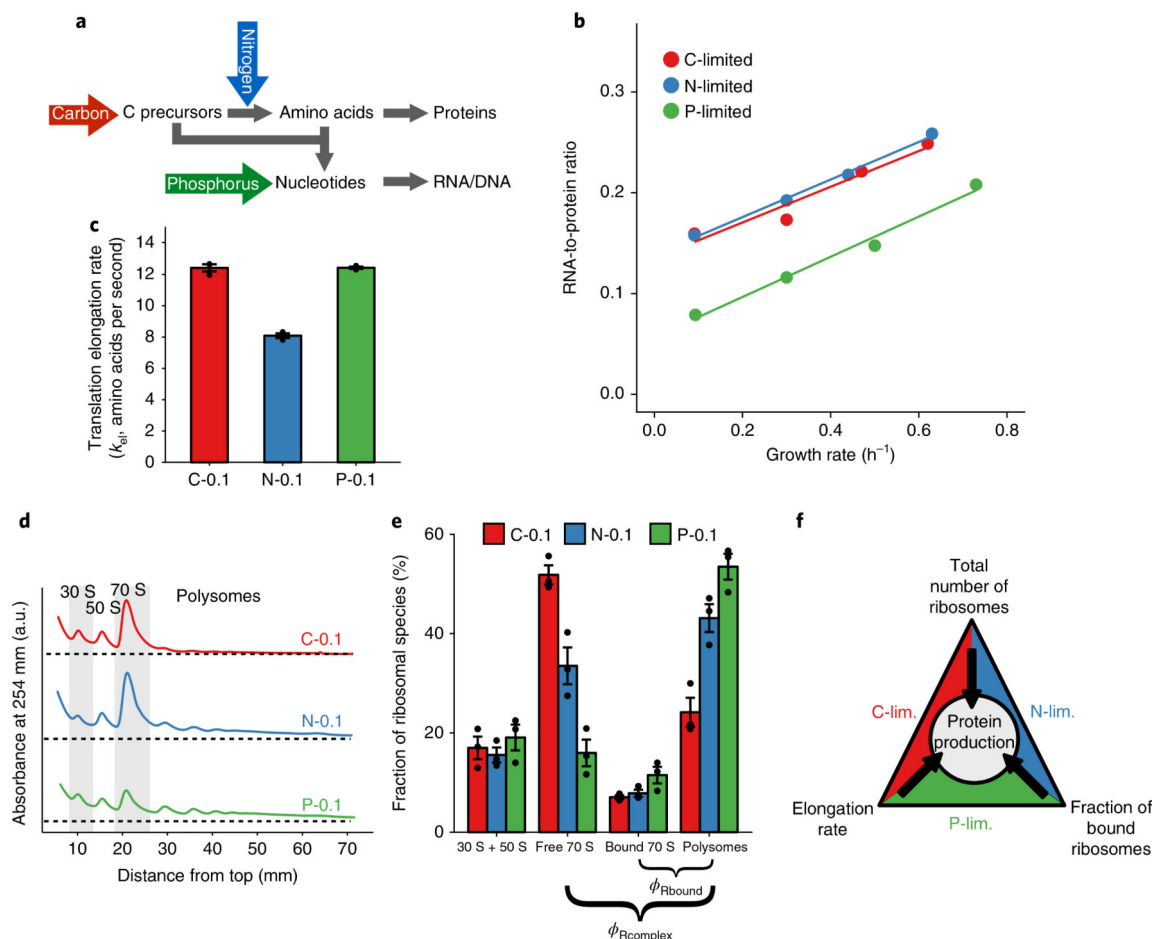 a
Nitrogen
Carbon
C precursors
Amino acids
Proteins
Phosphorus
Nucleotides
RNA/DNA
b
C-limited
N-limited
P-limited
RNA-to-protein ratio
0.3
0.2
0.1
0.0
0.0 0.2 0.4 0.6 0.8
Growth rate (h⁻¹)
c
Translation elongation rate
(kel, amino acids per second)
14
12
10
8
6
4
2
0
C-0.1 N-0.1 P-0.1
d
Absorbance at 254 mm (a.u.)
30 S
50 S
70 S
Polysomes
C-0.1
N-0.1
P-0.1
10 20 30 40 50 60 70
Distance from top (mm)
e
C-0.1 N-0.1 P-0.1
Fraction of ribosomal species (%)
60
40
20
0
30 S + 50 S Free 70 S Bound 70 S Polysomes
ϕRbound
ϕRcomplex
f
Total
number of
ribosomes
C-lim.
N-lim.
Protein
production
Elongation
rate
P-lim.
Fraction of
bound
ribosomes